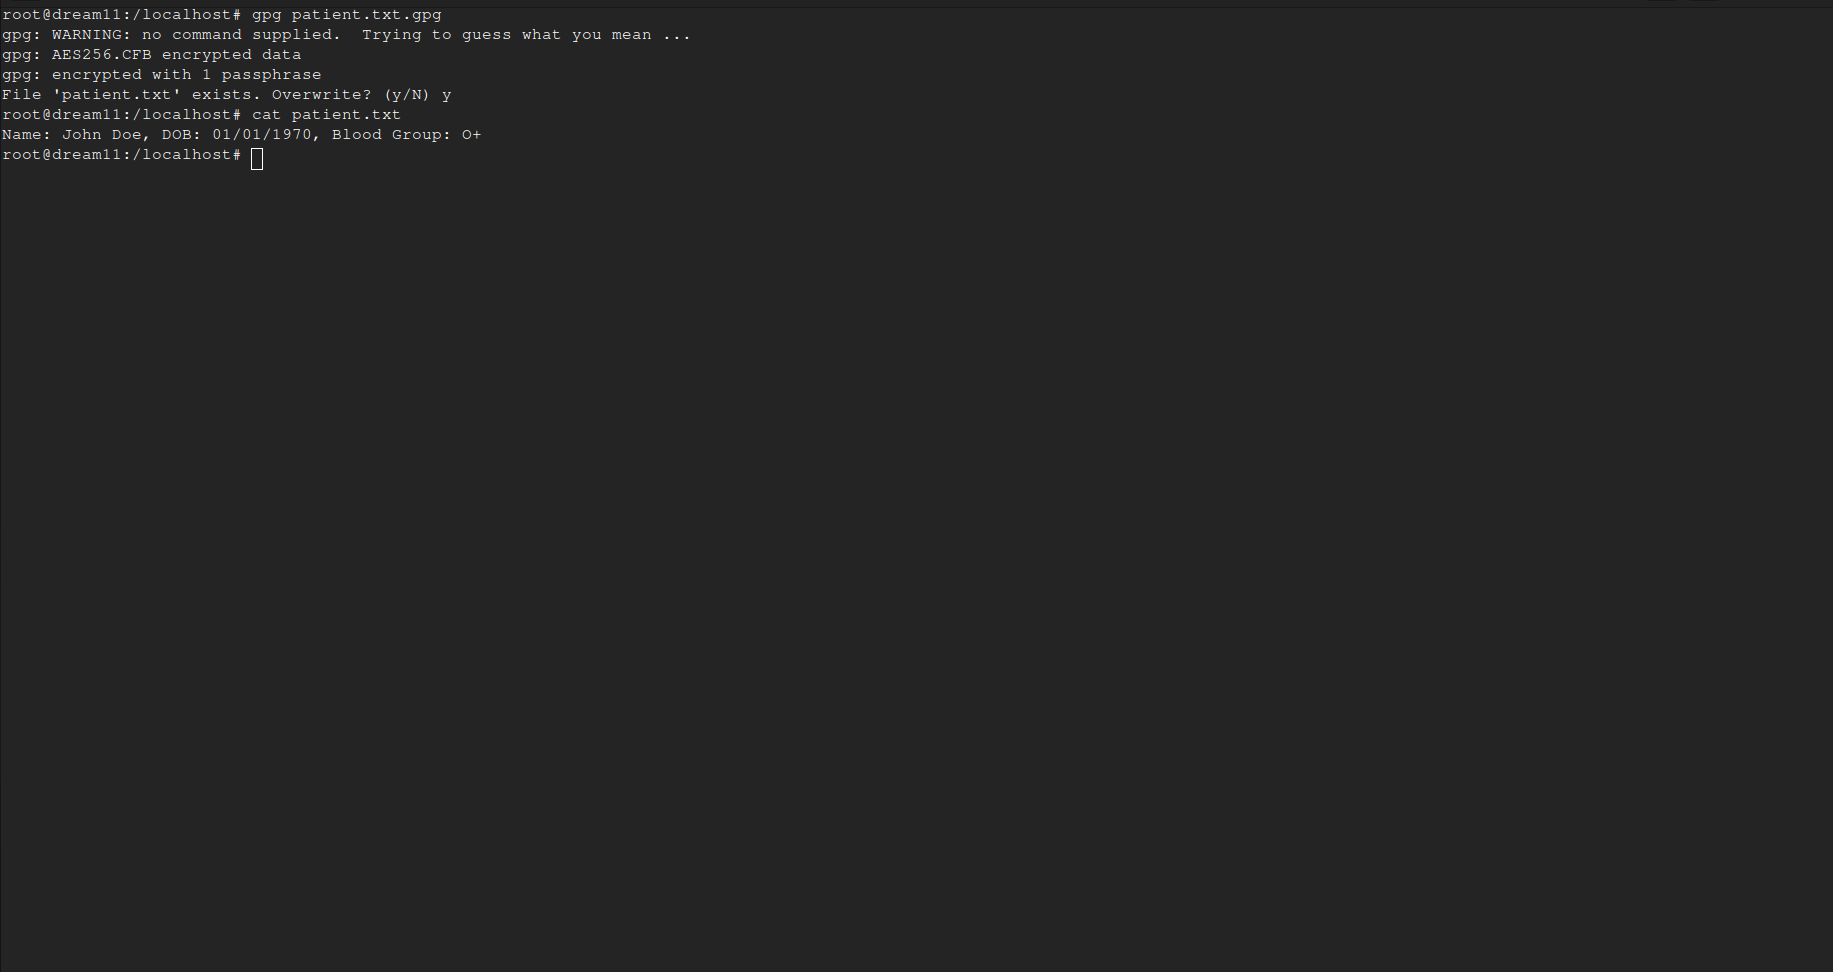 root@dream11:/localhost# gpg patient.txt.gpg
gpg: WARNING: no command supplied.  Trying to guess what you mean ...
gpg: AES256.CFB encrypted data
gpg: encrypted with 1 passphrase
File 'patient.txt' exists. Overwrite? (y/N) y
root@dream11:/localhost# cat patient.txt
Name: John Doe, DOB: 01/01/1970, Blood Group: O+
root@dream11:/localhost#